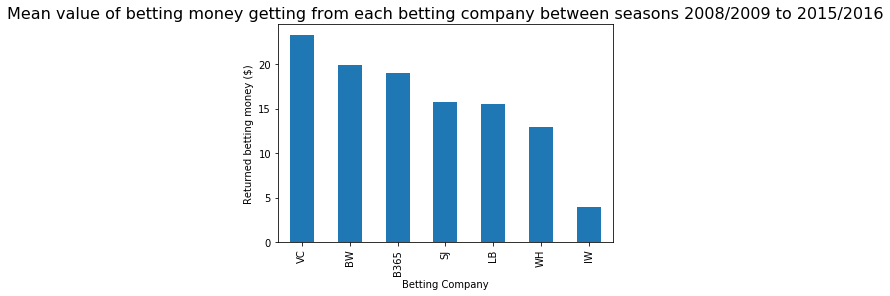 Mean value of betting money getting from each betting company between seasons 2008/2009 to 2015/2016
Returned betting money ($)
20
15
10
5
0
VC BW B365 SJ LB WH IW
Betting Company